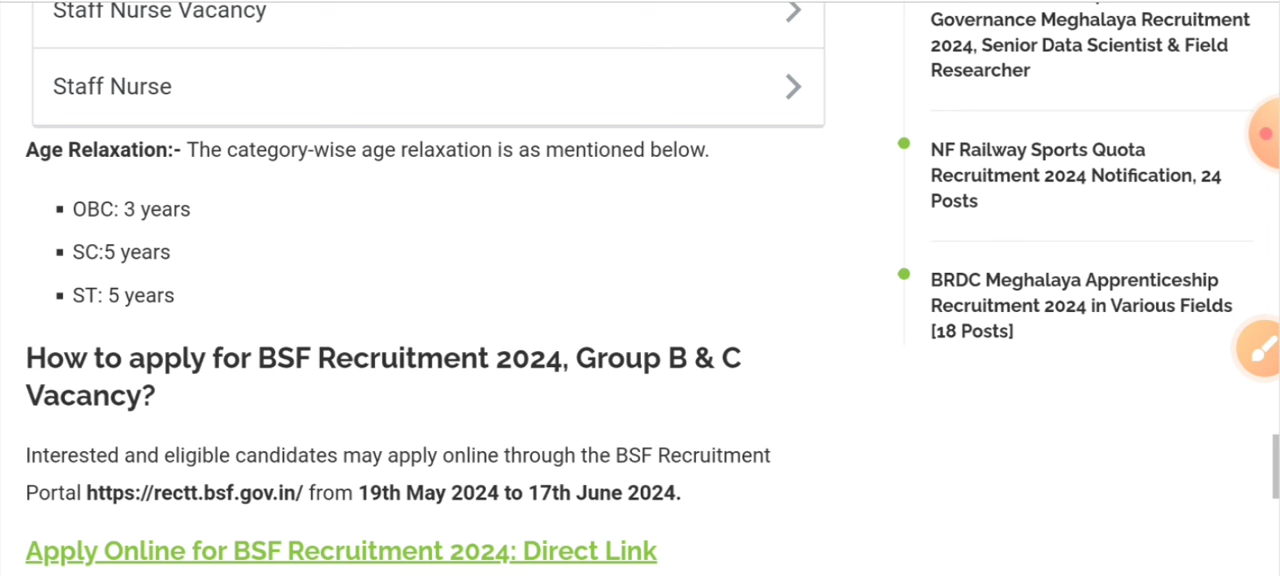 Staff Nurse Vacancy
Staff Nurse
Age Relaxation:- The category-wise age relaxation is as mentioned below.
▪ OBC: 3 years
▪ SC:5 years
▪ ST: 5 years
How to apply for BSF Recruitment 2024, Group B & C
Vacancy?
Interested and eligible candidates may apply online through the BSF Recruitment
Portal https://rectt.bsf.gov.in/ from 19th May 2024 to 17th June 2024.
Apply Online for BSF Recruitment 2024: Direct Link
Governance Meghalaya Recruitment
2024, Senior Data Scientist & Field
Researcher
NF Railway Sports Quota
Recruitment 2024 Notification, 24
Posts
BRDC Meghalaya Apprenticeship
Recruitment 2024 in Various Fields
[18 Posts]